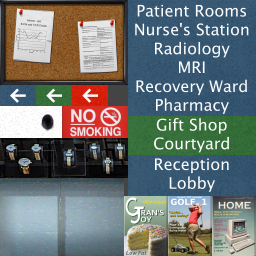 Patient Rooms
Nurse's Station
Radiology
MRI
Recovery Ward
Pharmacy
Gift Shop
Courtyard
Reception
Lobby
NO
SMOKING
GRAN'S
JOY
Low Fat
GOLF, 1
HOME